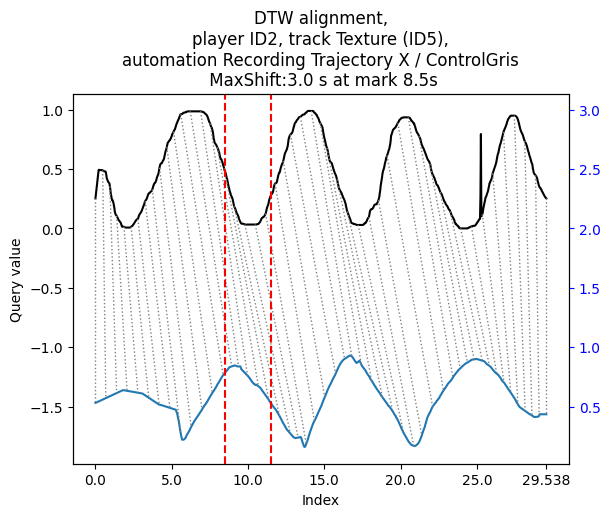 DTW alignment,
player ID2, track Texture (ID5),
automation Recording Trajectory X / ControlGris
MaxShift:3.0 s at mark 8.5s
1.0
0.5
0.0
−0.5
−1.0
−1.5
Query value
3.0
2.5
2.0
1.5
1.0
0.5
0.0 5.0 10.0 15.0 20.0 25.0 29.538
Index